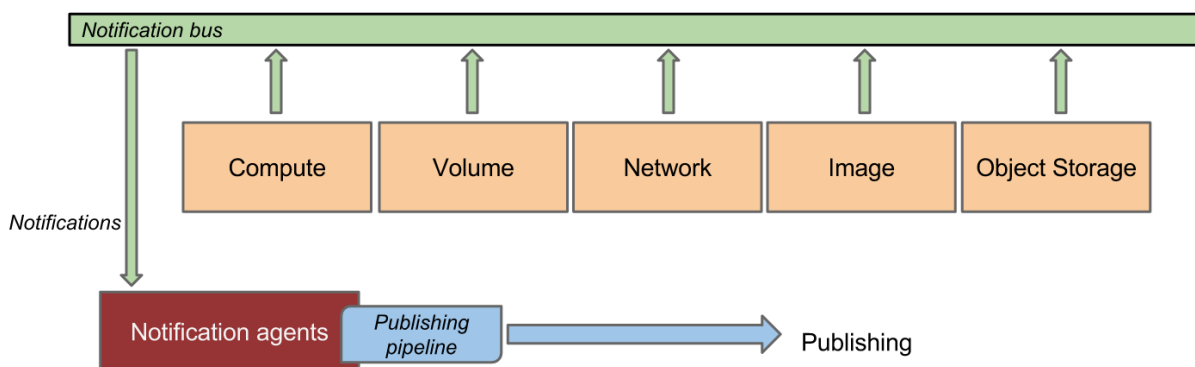 Notification bus
Compute
Volume
Network
Image
Object Storage
Notifications
Notification agents
Publishing
pipeline
Publishing